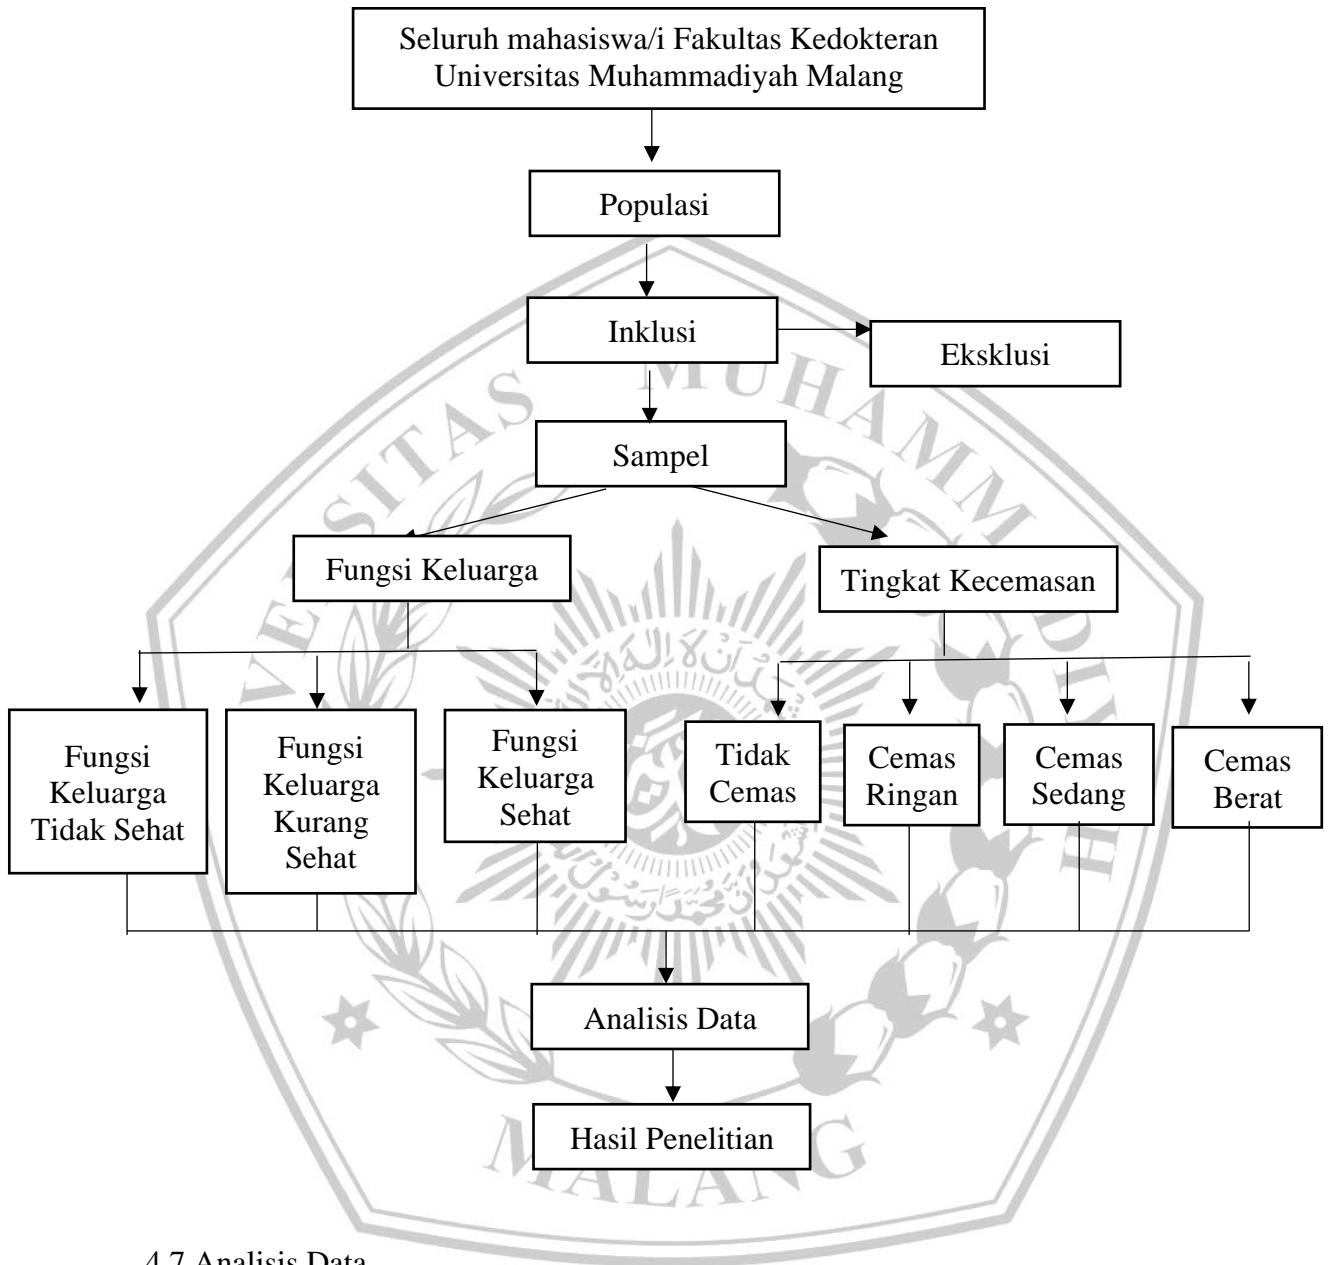 Seluruh mahasiswa/i Fakultas Kedokteran
Universitas Muhammadiyah Malang
Populasi
Inklusi
Eksklusi
Sampel
Fungsi Keluarga
Tingkat Kecemasan
Fungsi
Keluarga
Tidak Sehat
Fungsi
Keluarga
Kurang
Sehat
Fungsi
Keluarga
Sehat
Tidak
Cemas
Cemas
Ringan
Cemas
Sedang
Cemas
Berat
Analisis Data
Hasil Penelitian
MALANG
4.7 Analisis Data